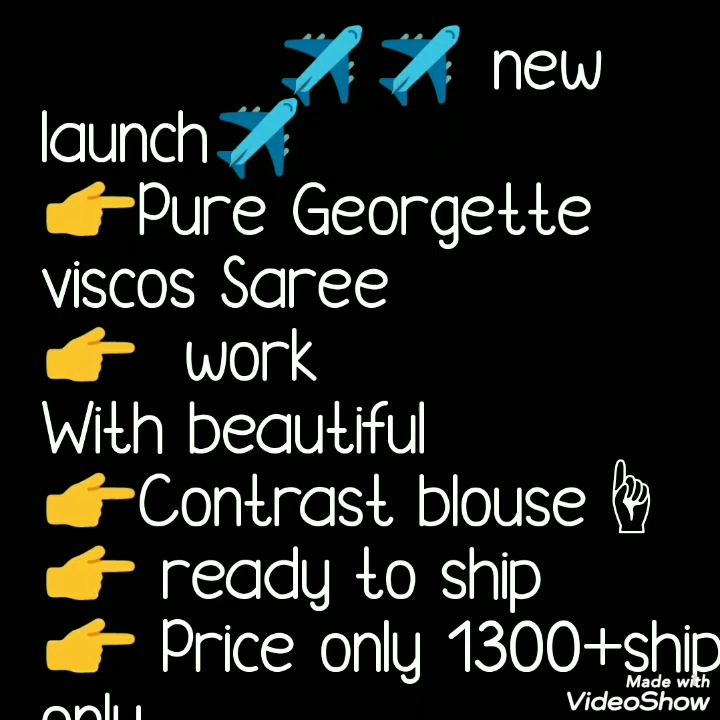 ✈️✈️ new
launch✈️
👉Pure Georgette
viscos Saree
👉 work
With beautiful
👉Contrast blouse ☝
👉 ready to ship
👉 Price only 1300+ship
only
Made with
VideoShow